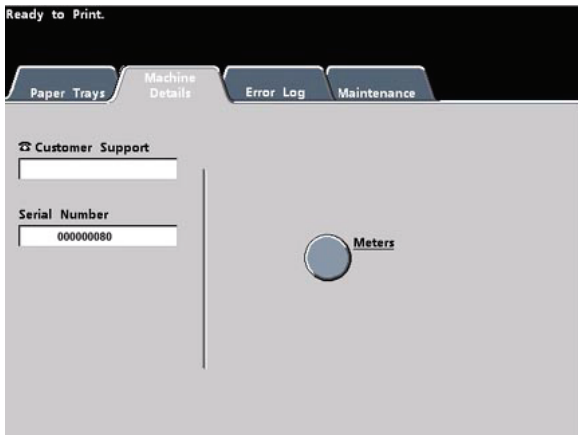 Ready to Print.
Paper Trays
Machine
Details
Error Log
Maintenance
☎ Customer Support
Serial Number
000000080
Meters